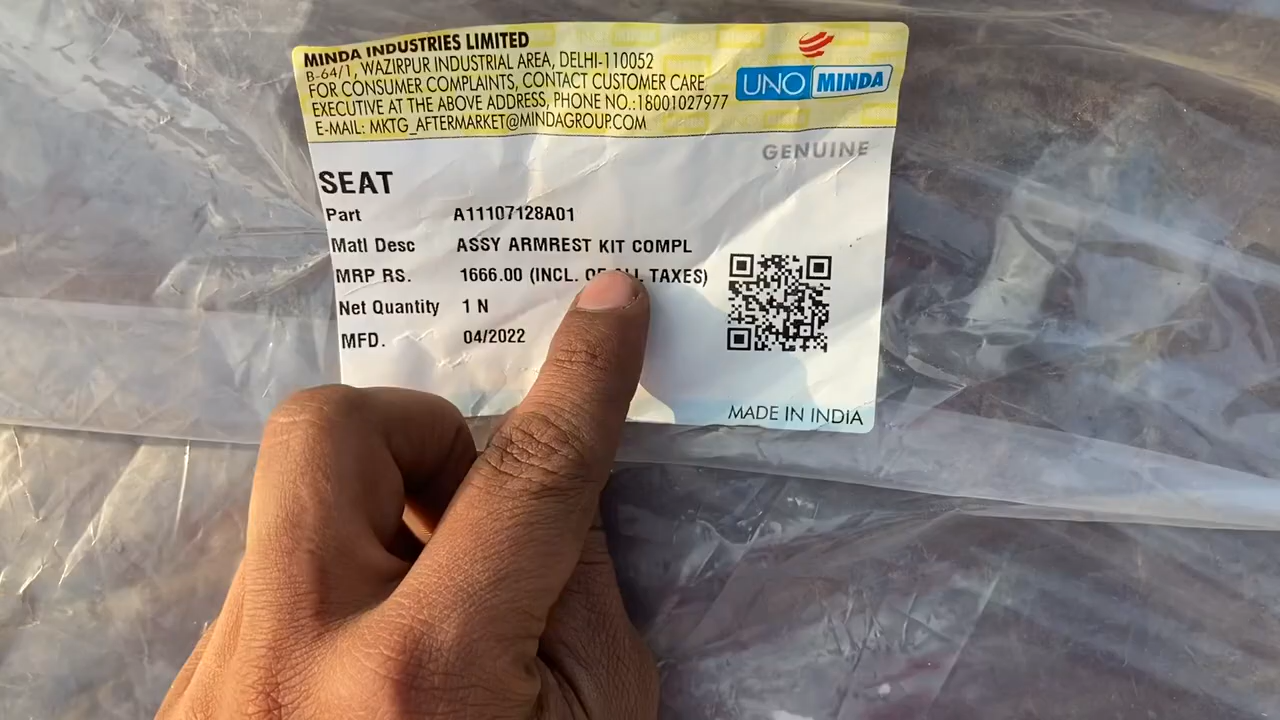 MINDA INDUSTRIES LIMITED
B-64/1, WAZIRPUR INDUSTRIAL AREA, DELHI-110052
FOR CONSUMER COMPLAINTS, CONTACT CUSTOMER CARE
EXECUTIVE AT THE ABOVE ADDRESS, PHONE NO.:18001027977
E-MAIL: MKTG_AFTERMARKET@MINDAGROUP.COM
UNO MINDA
GENUINE
SEAT
Part A11107128A01
Matl Desc ASSY ARMREST KIT COMPL
MRP RS. 1666.00 (INCL. OF ALL TAXES)
Net Quantity 1 N
MFD. 04/2022
MADE IN INDIA